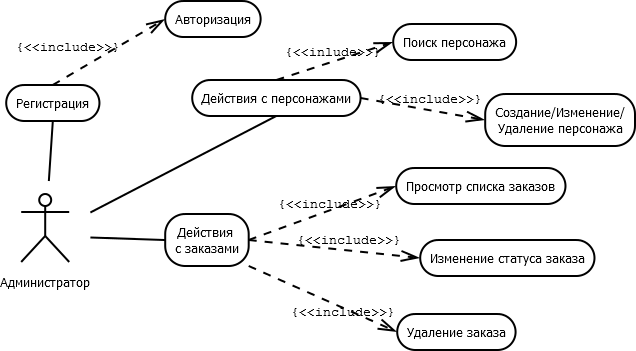 Авторизация
{<<include>>}
Регистрация
{<<inlude>>}
Поиск персонажа
Действия с персонажами
{<<include>>}
Создание/Изменение/
Удаление персонажа
Администратор
Действия
с заказами
{<<include>>}
Просмотр списка заказов
{<<include>>}
Изменение статуса заказа
{<<include>>}
Удаление заказа